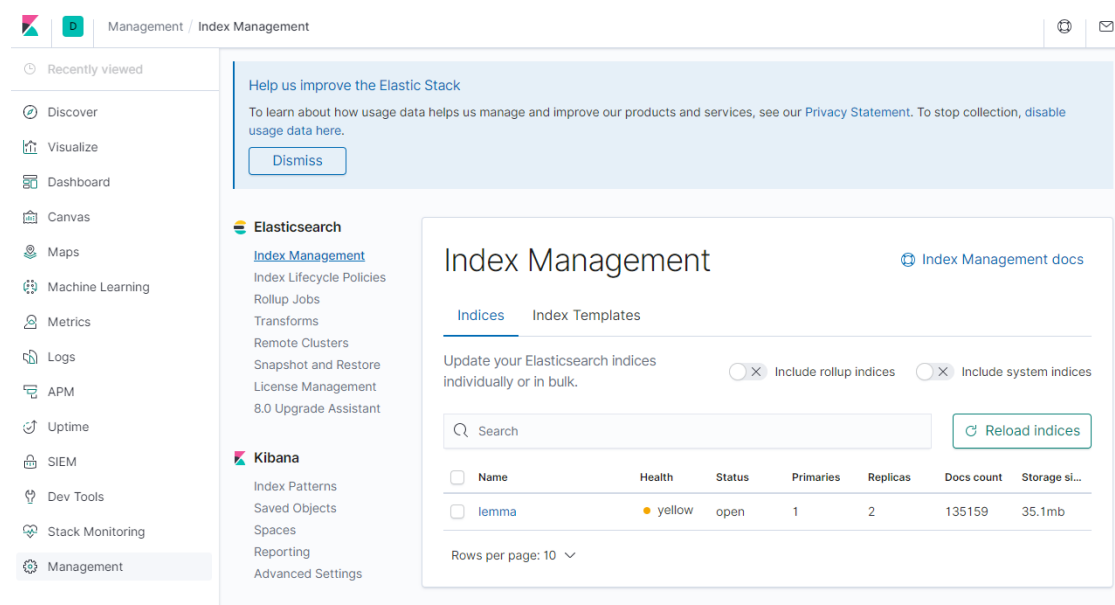 D Management / Index Management
Recently viewed
Discover
Visualize
Dashboard
Canvas
Maps
Machine Learning
Metrics
Logs
APM
Uptime
SIEM
Dev Tools
Stack Monitoring
Management
Help us improve the Elastic Stack
To learn about how usage data helps us manage and improve our products and services, see our Privacy Statement. To stop collection, disable
usage data here.
Dismiss
Elasticsearch
Index Management
Index Lifecycle Policies
Rollup Jobs
Transforms
Remote Clusters
Snapshot and Restore
License Management
8.0 Upgrade Assistant
Kibana
Index Patterns
Saved Objects
Spaces
Reporting
Advanced Settings
Index Management
Index Management docs
Indices Index Templates
Update your Elasticsearch indices
individually or in bulk.
Include rollup indices Include system indices
Search Reload indices
Name Health Status Primaries Replicas Docs count Storage si...
lemma yellow open 1 2 135159 35.1mb
Rows per page: 10